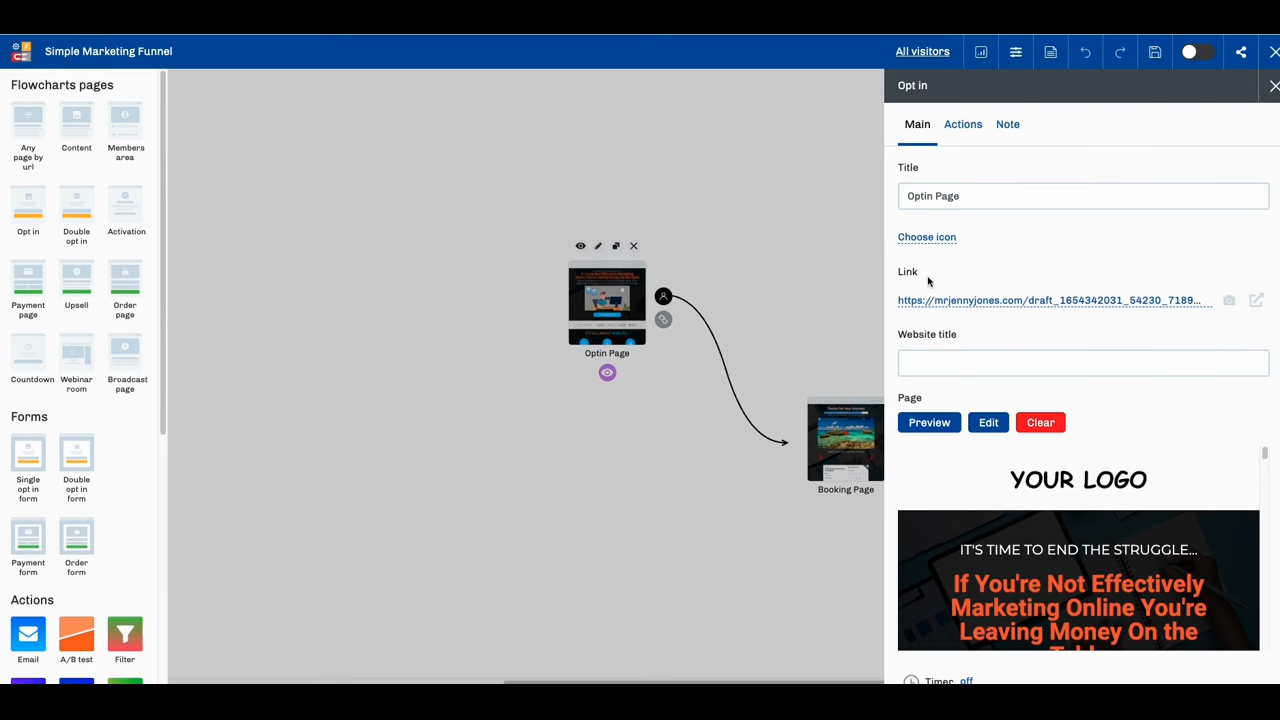 Simple Marketing Funnel
All visitors
Flowcharts pages
Any
page by
url
Content
Members
area
Opt in
Double
opt in
Activation
Payment
page
Upsell
Order
page
Countdown
Webinar
room
Broadcast
page
Forms
Single
opt in
form
Double
opt in
form
Payment
form
Order
form
Actions
Email
A/B test
Filter
Optin Page
Booking Page
Opt in
Main
Actions
Note
Title
Optin Page
Choose icon
Link
https://mrjennyjones.com/draft_1654342031_54230_7189...
Website title
Page
Preview
Edit
Clear
YOUR LOGO
IT'S TIME TO END THE STRUGGLE...
If You're Not Effectively
Marketing Online You're
Leaving Money On the
Timer off